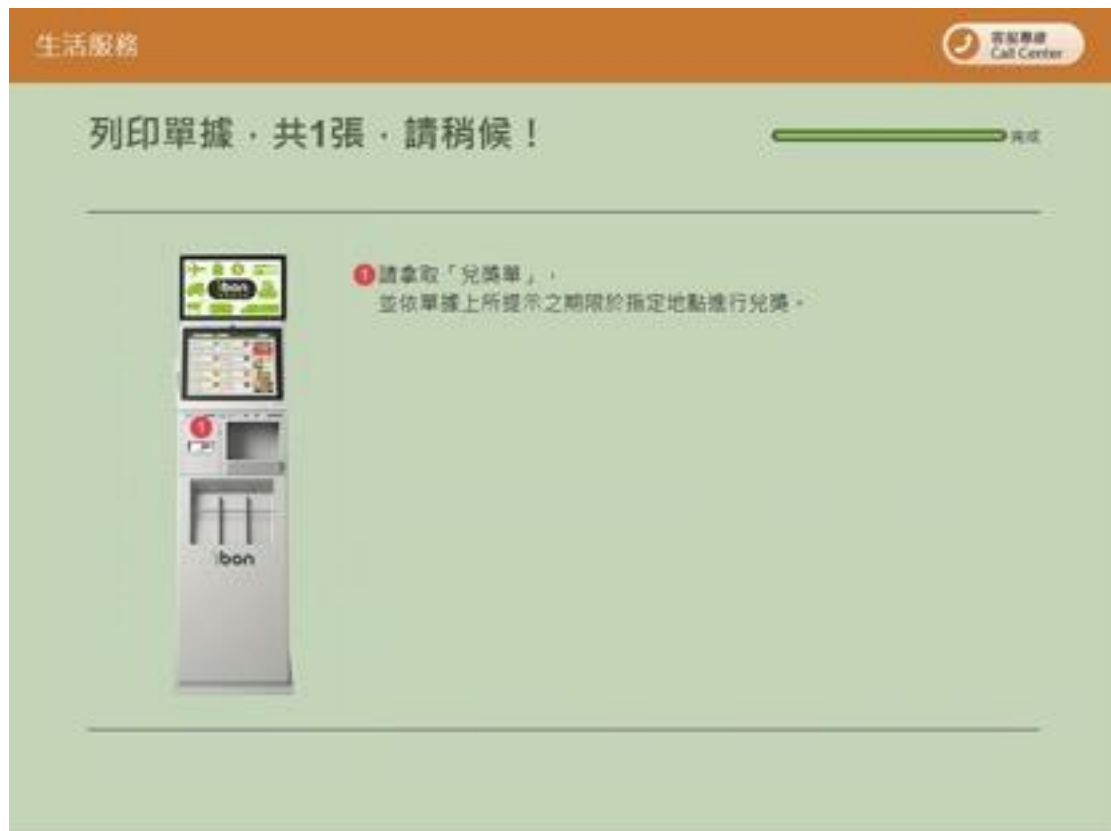 生活服務
客服專線
Call Center
列印單據，共1張，請稍候！
完成
1 請拿取「兌獎單」，
並依單據上所提示之期限於指定地點進行兌獎。
ibon
1
ibon